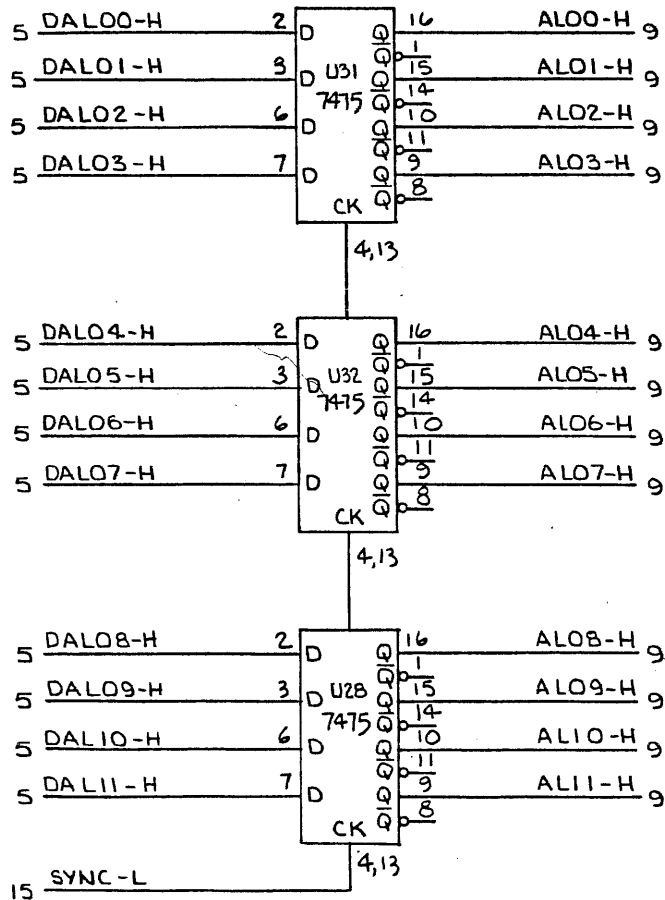 5 DAL00-H 2 D Q 16 AL00-H 9
Q 1
5 DAL01-H 3 D U31 Q 15 AL01-H 9
7475 Q 14
5 DAL02-H 6 D Q 10 AL02-H 9
Q 11
5 DAL03-H 7 D Q 9 AL03-H 9
Q 8
CK
4,13
5 DAL04-H 2 D Q 16 AL04-H 9
Q 1
5 DAL05-H 3 D U32 Q 15 AL05-H 9
7475 Q 14
5 DAL06-H 6 D Q 10 AL06-H 9
Q 11
5 DAL07-H 7 D Q 9 AL07-H 9
Q 8
CK
4,13
5 DAL08-H 2 D Q 16 AL08-H 9
Q 1
5 DAL09-H 3 D U28 Q 15 AL09-H 9
7475 Q 14
5 DAL10-H 6 D Q 10 AL10-H 9
Q 11
5 DAL11-H 7 D Q 9 AL11-H 9
Q 8
CK
4,13
15 SYNC-L